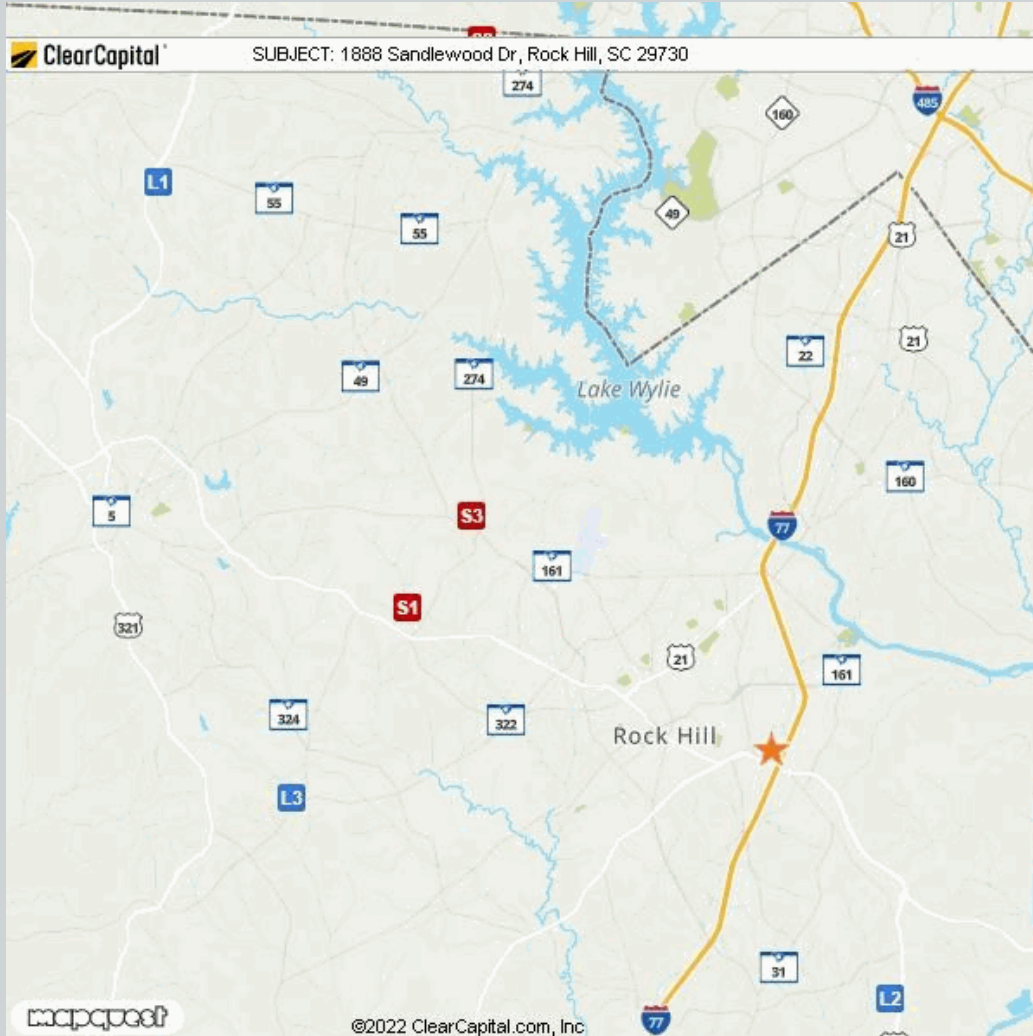 ClearCapital
SUBJECT: 1888 Sandlewood Dr, Rock Hill, SC 29730
274
485
160
L1
55
49
55
21
21
22
Lake Wylie
49
274
160
5
S3
77
161
S1
321
21
161
324
322
Rock Hill
L3
31
L2
mapquest
©2022 ClearCapital.com, Inc
77